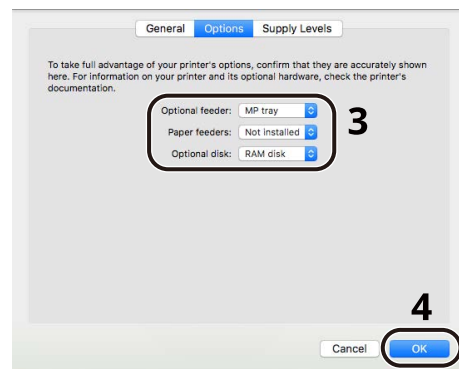 General Options Supply Levels
To take full advantage of your printer's options, confirm that they are accurately shown
here. For information on your printer and its optional hardware, check the printer's
documentation.
Optional feeder: MP tray
Paper feeders: Not installed
Optional disk: RAM disk
3
4
Cancel OK